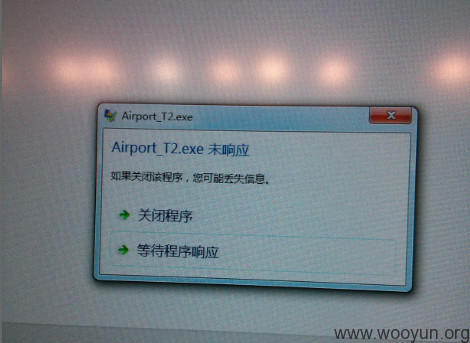 Airport_T2.exe
Airport_T2.exe 未响应
如果关闭该程序，您可能丢失信息。
关闭程序
等待程序响应
www.wooyun.org